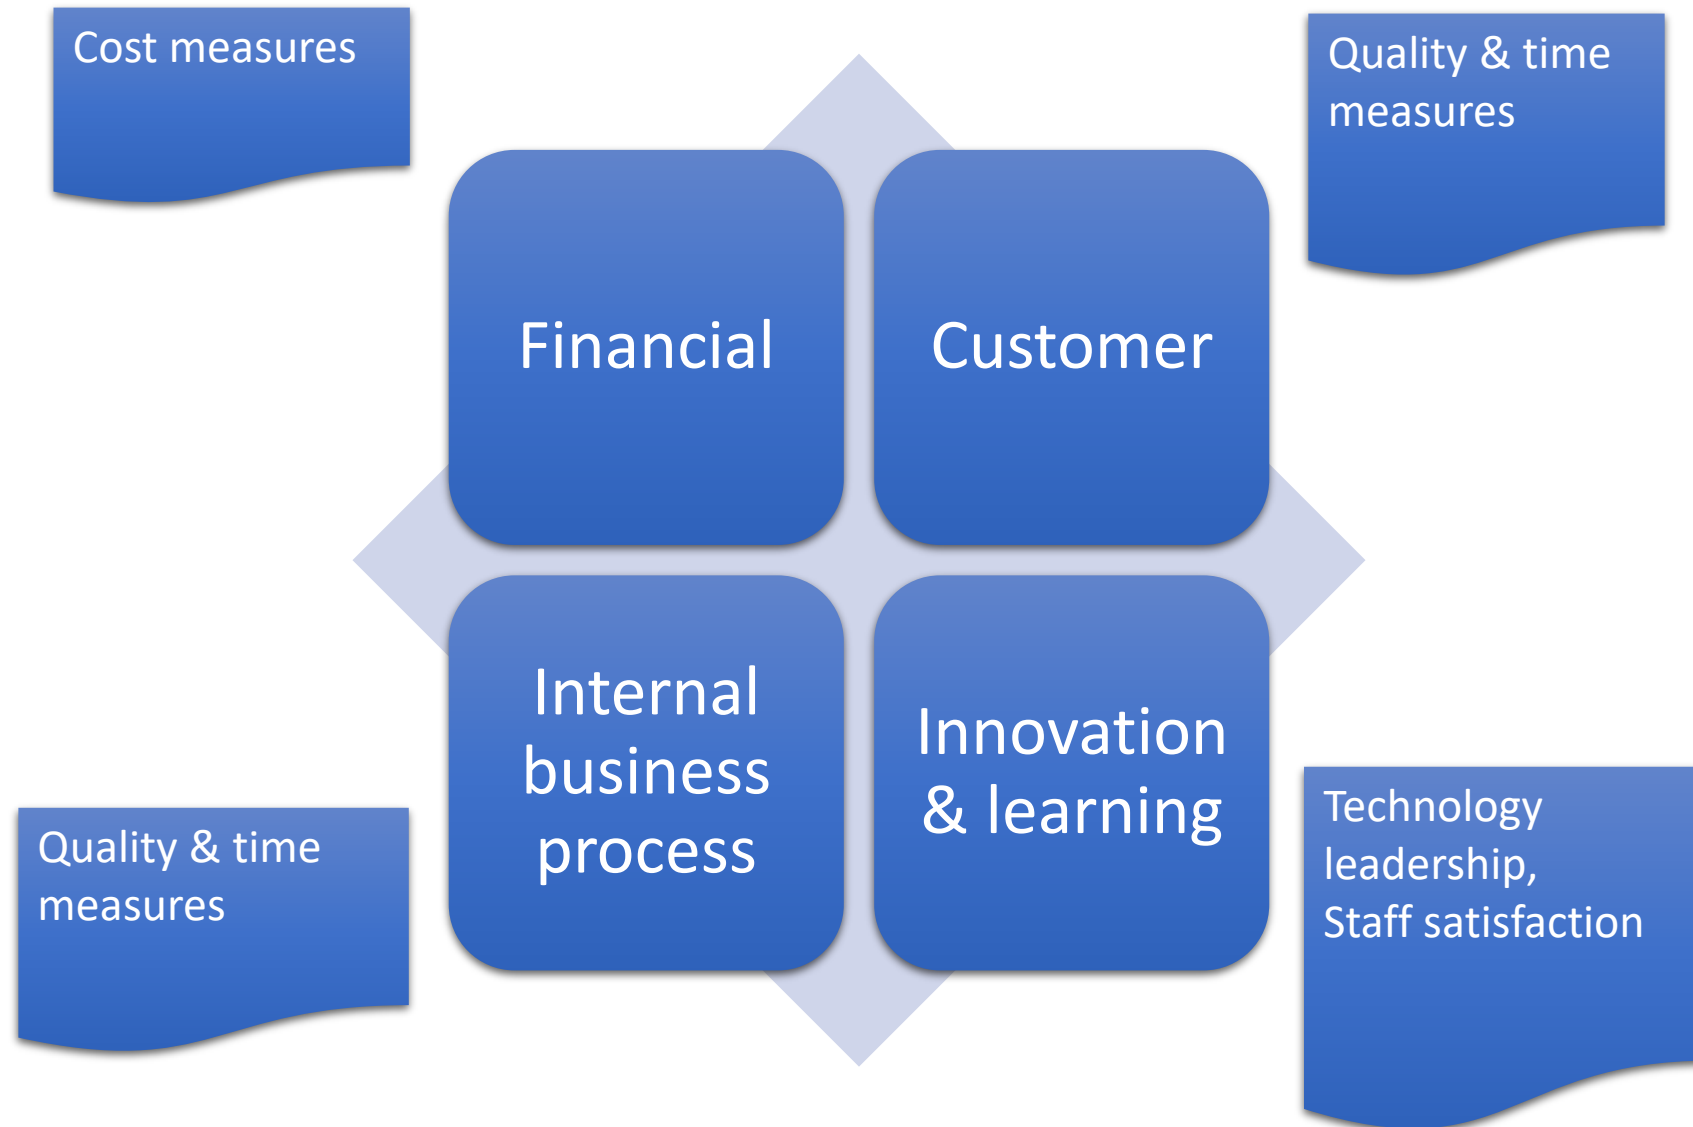 Cost measures
Quality & time
measures
Financial
Customer
Internal
business
process
Innovation
& learning
Quality & time
measures
Technology
leadership,
Staff satisfaction